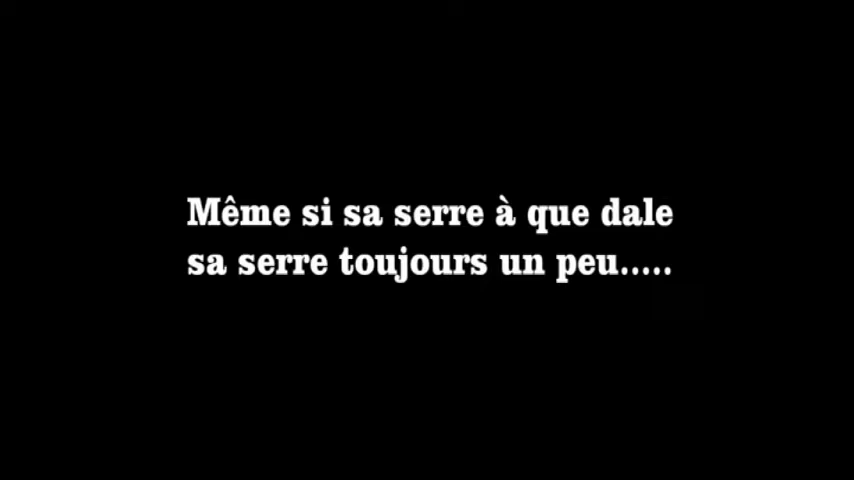 Même si sa serre à que dale
sa serre toujours un peu.....